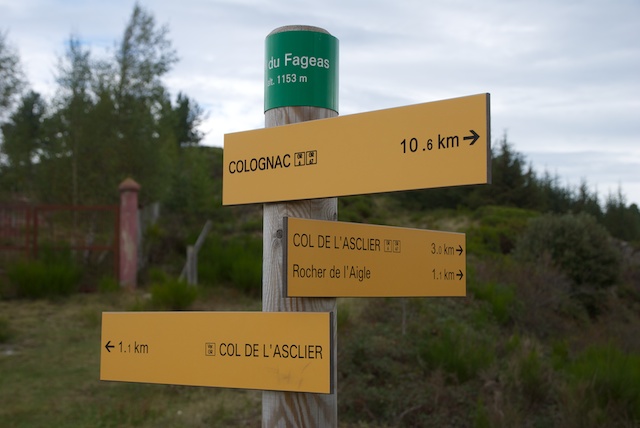 du Fageas
alt. 1153 m
COLOGNAC 10.6 km →
COL DE L'ASCLIER 3.0 km →
Rocher de l'Aigle 1.1 km →
← 1.1 km COL DE L'ASCLIER